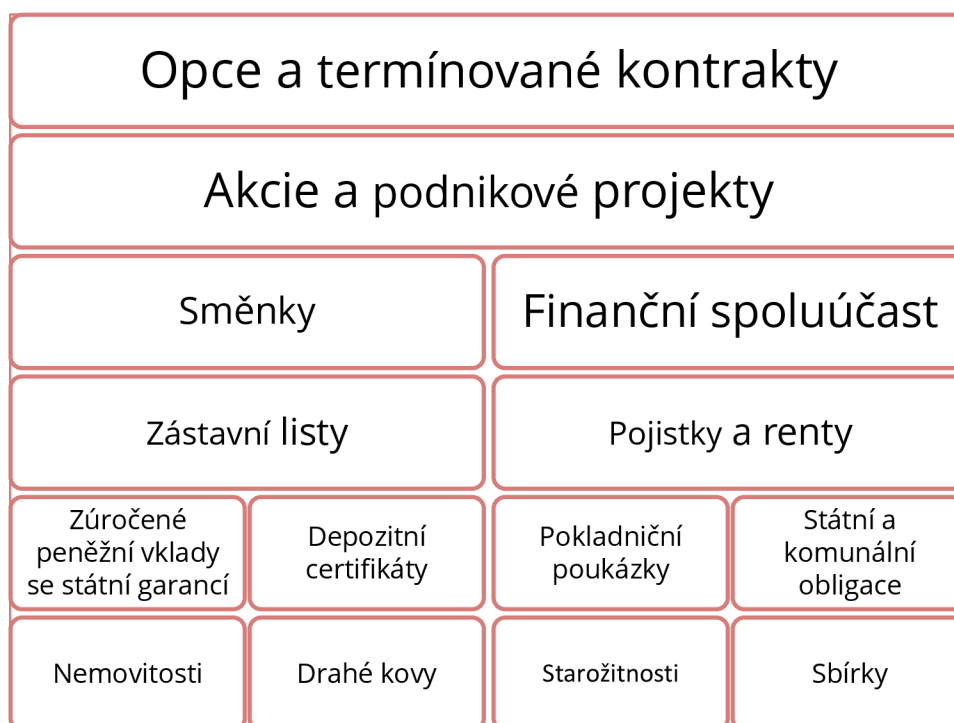 Opce a termínované kontrakty
Akcie a podnikové projekty
Směnky
Finanční spoluúčast
Zástavní listy
Pojistky a renty
Zúročené
peněžní vklady
se státní garancí
Depozitní
certifikáty
Pokladniční
poukázky
Státní a
komunální
obligace
Nemovitosti
Drahé kovy
Starožitnosti
Sbírky